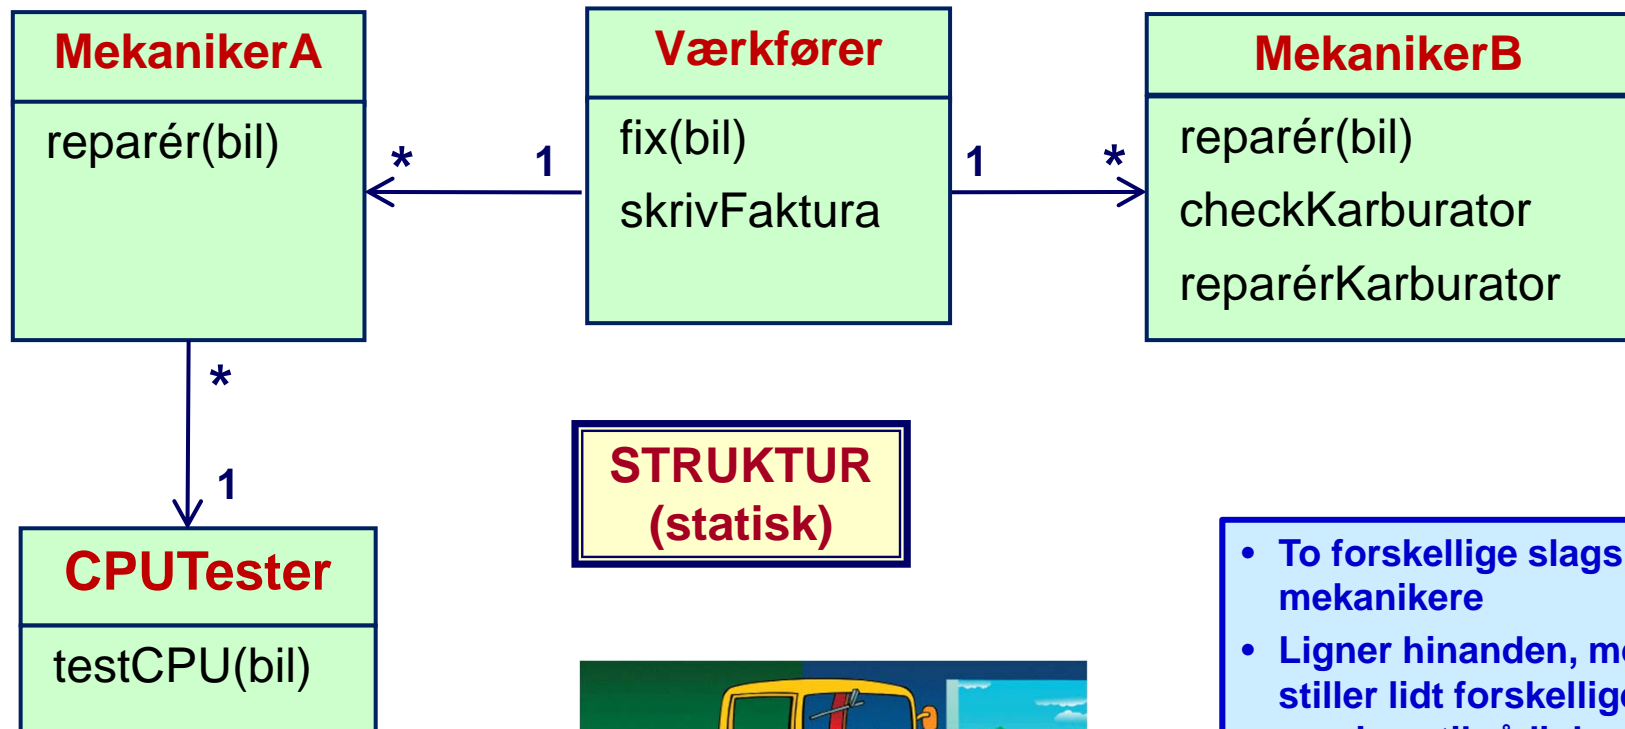 MekanikerA
reparér(bil)
* 1
Værkfører
fix(bil)
skrivFaktura
1 *
MekanikerB
reparér(bil)
checkKarburator
reparérKarburator
*
1
CPUTester
testCPU(bil)
STRUKTUR
(statisk)
• To forskellige slags
mekanikere
• Ligner hinanden,
stiller lidt